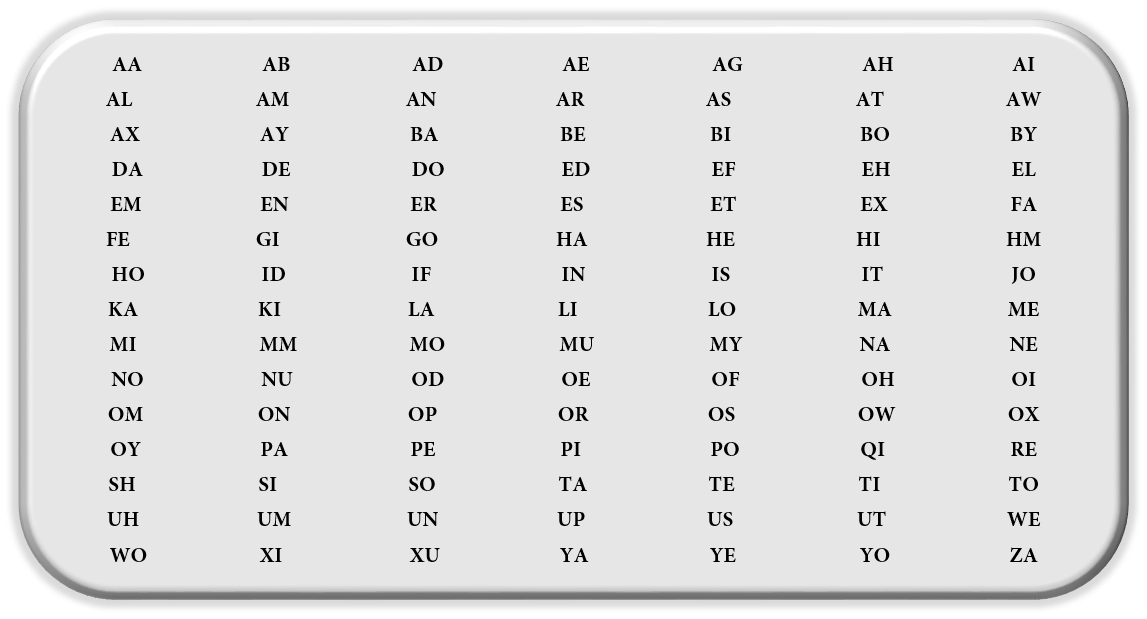 AA AB AD AE AG AH AI
AL AM AN AR AS AT AW
AX AY BA BE BI BO BY
DA DE DO ED EF EH EL
EM EN ER ES ET EX FA
FE GI GO HA HE HI HM
HO ID IF IN IS IT JO
KA KI LA LI LO MA ME
MI MM MO MU MY NA NE
NO NU OD OE OF OH OI
OM ON OP OR OS OW OX
OY PA PE PI PO QI RE
SH SI SO TA TE TI TO
UH UM UN UP US UT WE
WO XI XU YA YE YO ZA